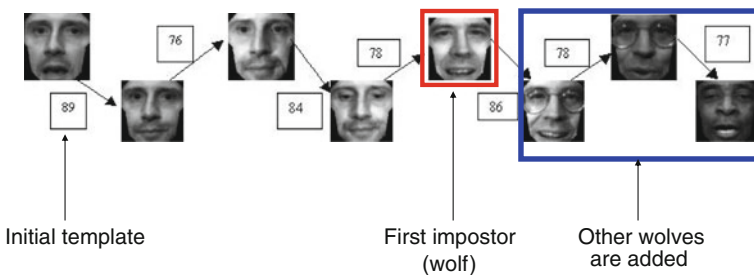 76
78
78
77
89
84
86
Initial template
First impostor
(wolf)
Other wolves
are added